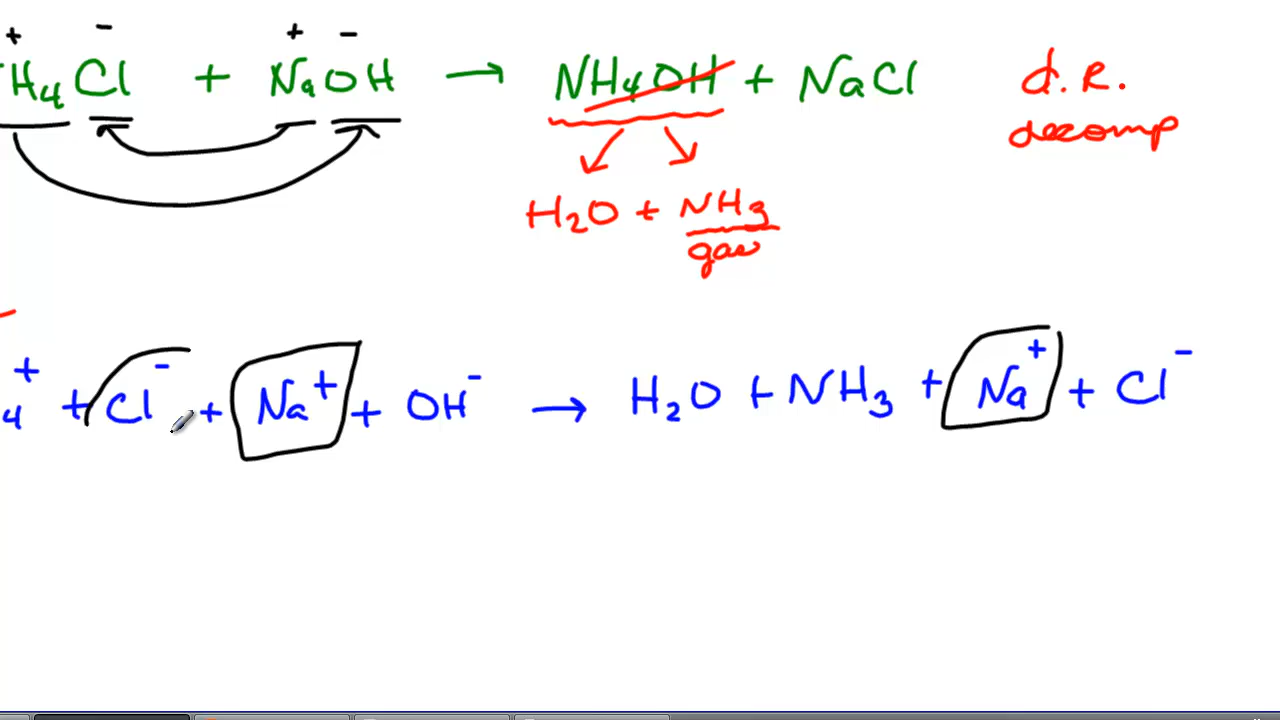 + - + -
H4Cl + NaOH → NH4OH + NaCl d.R.
decomp
H2O + NH3
gas
4+ + Cl- + Na+ + OH- → H2O + NH3 + Na+ + Cl-